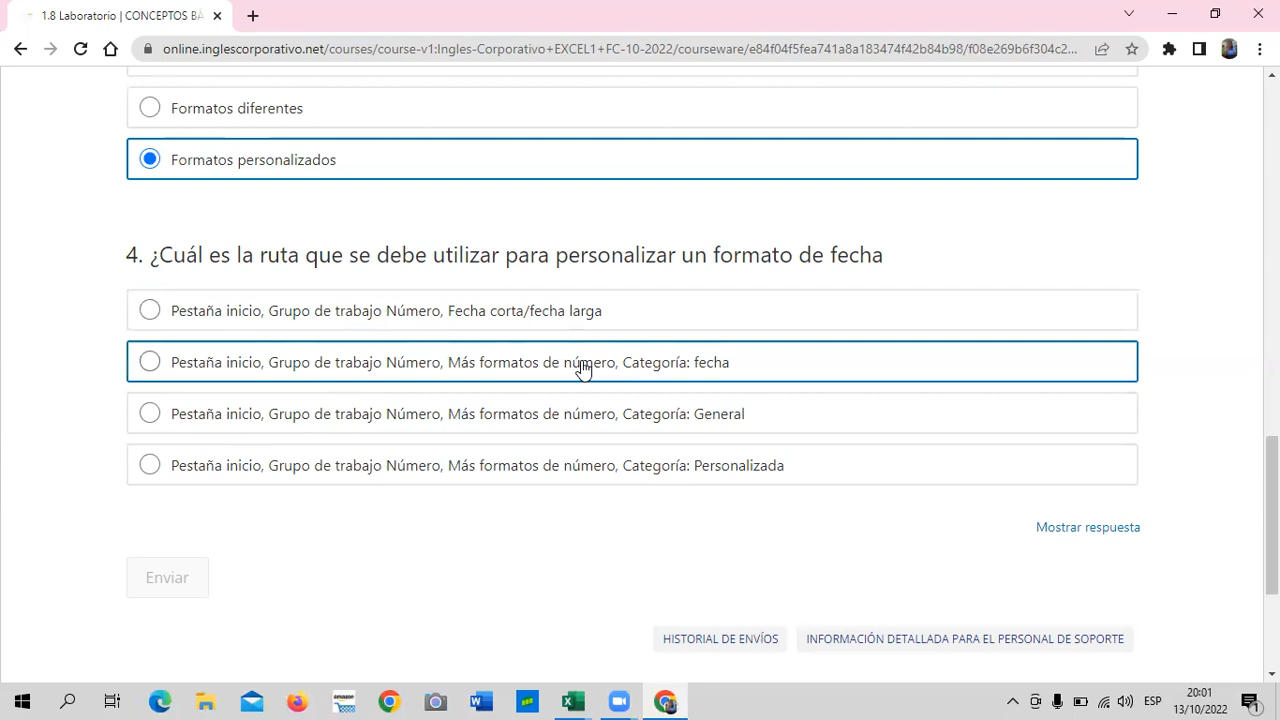 1.8 Laboratorio | CONCEPTOS BÁ
online.inglescorporativo.net/courses/course-v1:Ingles-Corporativo+EXCEL1+FC-10-2022/courseware/e84f04f5fea741a8a183474f42b84b98/f08e269b6f304c2...
Formatos diferentes
Formatos personalizados
4. ¿Cuál es la ruta que se debe utilizar para personalizar un formato de fecha
Pestaña inicio, Grupo de trabajo Número, Fecha corta/fecha larga
Pestaña inicio, Grupo de trabajo Número, Más formatos de número, Categoría: fecha
Pestaña inicio, Grupo de trabajo Número, Más formatos de número, Categoría: General
Pestaña inicio, Grupo de trabajo Número, Más formatos de número, Categoría: Personalizada
Mostrar respuesta
Enviar
HISTORIAL DE ENVÍOS
INFORMACIÓN DETALLADA PARA EL PERSONAL DE SOPORTE
amazon
ESP
20:01
13/10/2022
1